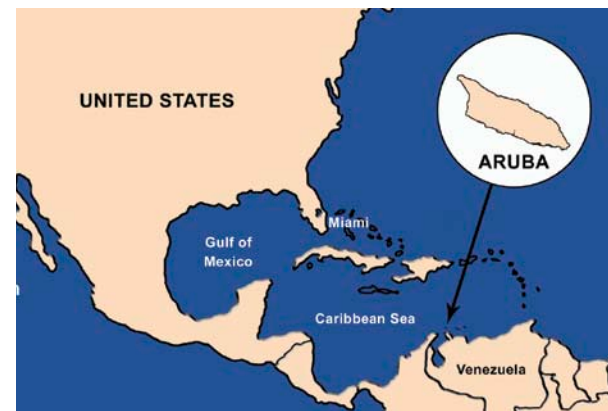 UNITED STATES
ARUBA
Miami
Gulf of
Mexico
Caribbean Sea
Venezuela